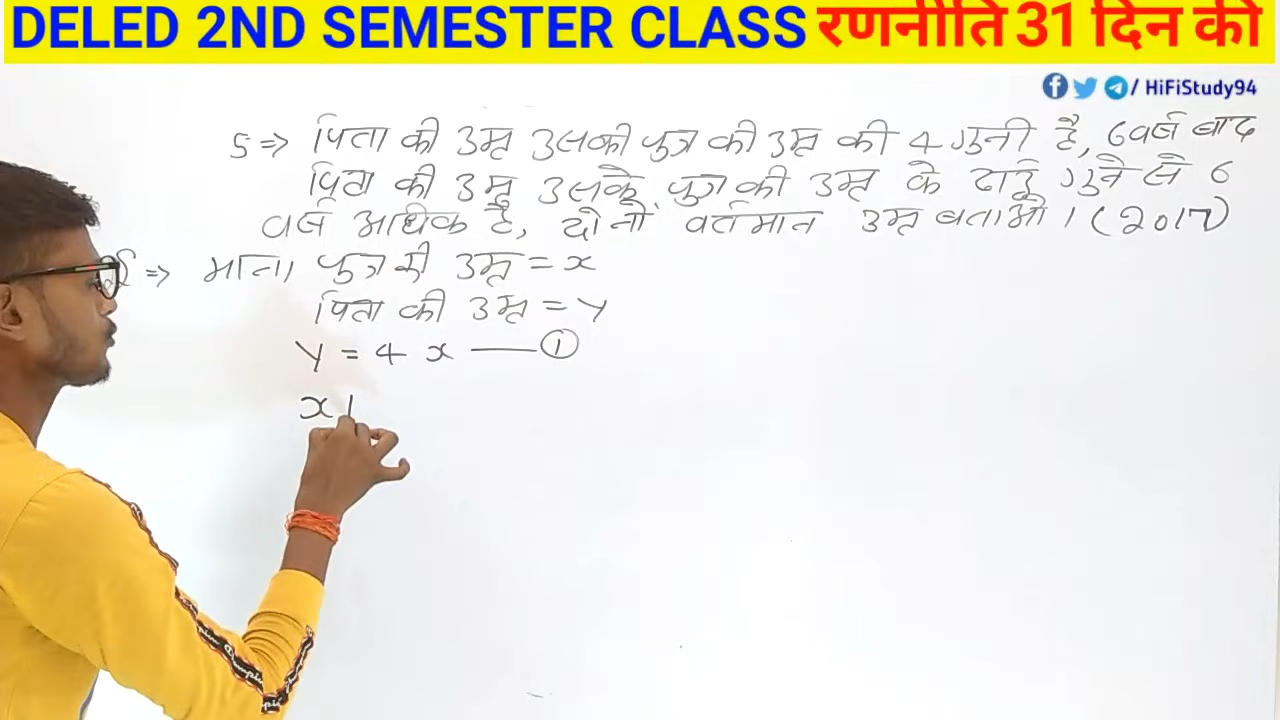 DELED 2ND SEMESTER CLASS रणनीति 31 दिन की
/ HiFiStudy94
5⇒ पिता की उम्र उसकी पुत्र की उम्र की 4 गुनी है, 6 वर्ष बाद
पिता की उम्र उसके पुत्र की उम्र के ढाई गुने से 6
वर्ष अधिक है, दोनों वर्तमान उम्र बताओ। (2017)
⇒ माना पुत्र की उम्र = x
पिता की उम्र = y
y = 4 x —— ①
x